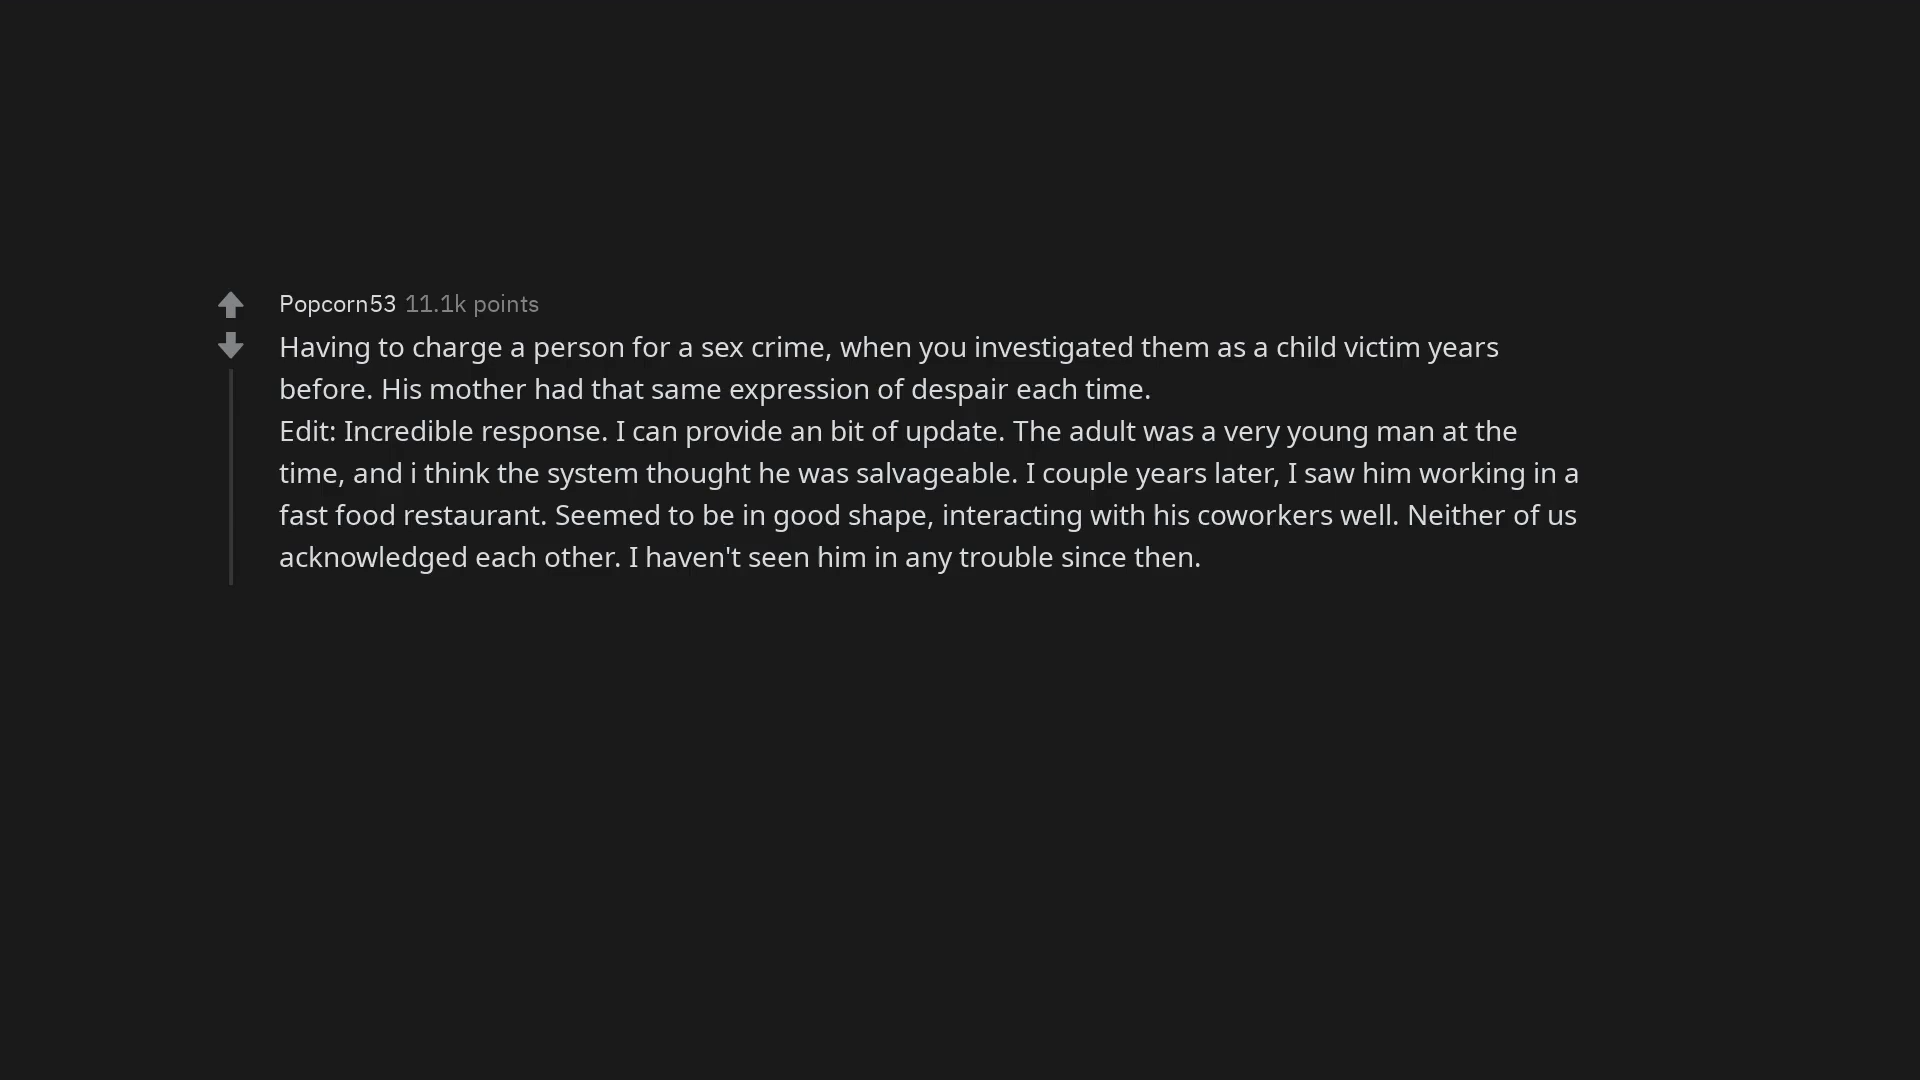 Popcorn53 11.1k points
Having to charge a person for a sex crime, when you investigated them as a child victim years
before. His mother had that same expression of despair each time.
Edit: Incredible response. I can provide an bit of update. The adult was a very young man at the
time, and i think the system thought he was salvageable. I couple years later, I saw him working in a
fast food restaurant. Seemed to be in good shape, interacting with his coworkers well. Neither of us
acknowledged each other. I haven't seen him in any trouble since then.